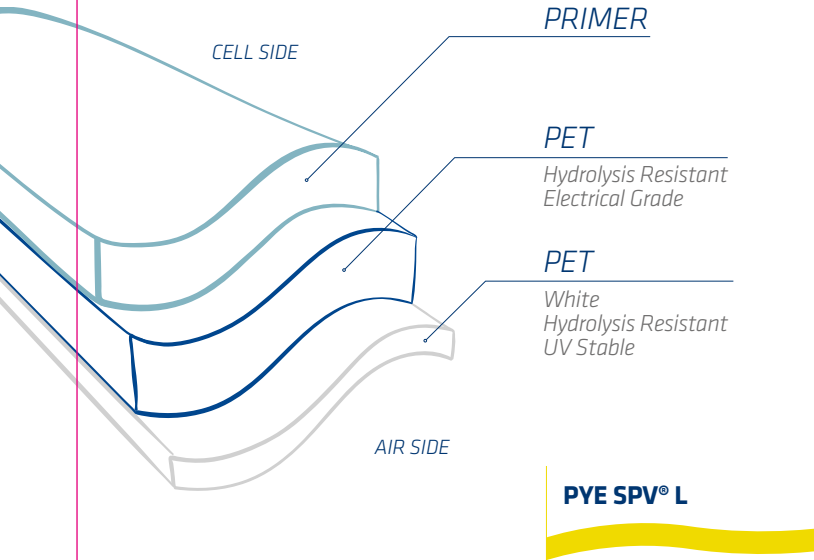 PRIMER
CELL SIDE
PET
Hydrolysis Resistant
Electrical Grade
PET
White
Hydrolysis Resistant
UV Stable
AIR SIDE
PYE SPV® L